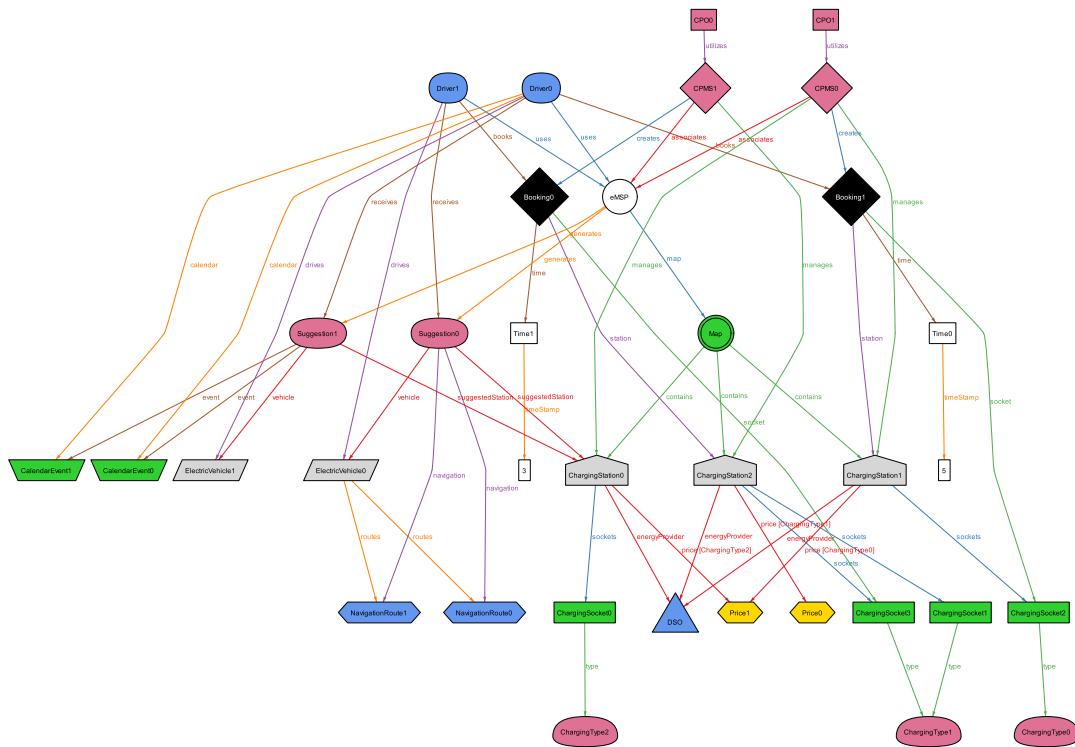 CPO0
CPO1
utilizes
utilizes
Driver1
Driver0
CPMS1
CPMS0
books
uses
uses
creates
associates
associates
books
creates
Booking0
eMSP
Booking1
receives
receives
manages
generates
generates
map
calendar
calendar
drives
drives
time
manages
station
time
manages
station
Suggestion1
Suggestion0
Time1
Map
Time0
event
event
vehicle
vehicle
suggestedStation
suggestedStation
timeStamp
contains
contains
contains
socket
timeStamp
socket
CalendarEvent1
CalendarEvent0
ElectricVehicle1
ElectricVehicle0
3
ChargingStation0
ChargingStation2
ChargingStation1
5
navigation
navigation
routes
routes
sockets
energyProvider
price [ChargingType2]
energyProvider
price [ChargingType1]
energyProvider
price [ChargingType0]
sockets
sockets
sockets
NavigationRoute1
NavigationRoute0
ChargingSocket0
DSO
Price1
Price0
ChargingSocket3
ChargingSocket1
ChargingSocket2
type
type
type
type
ChargingType2
ChargingType1
ChargingType0